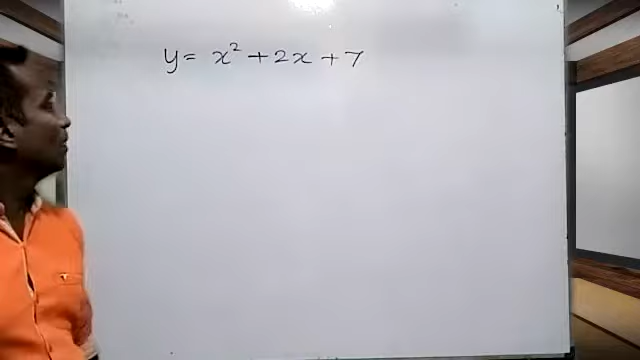 y = x² + 2x + 7